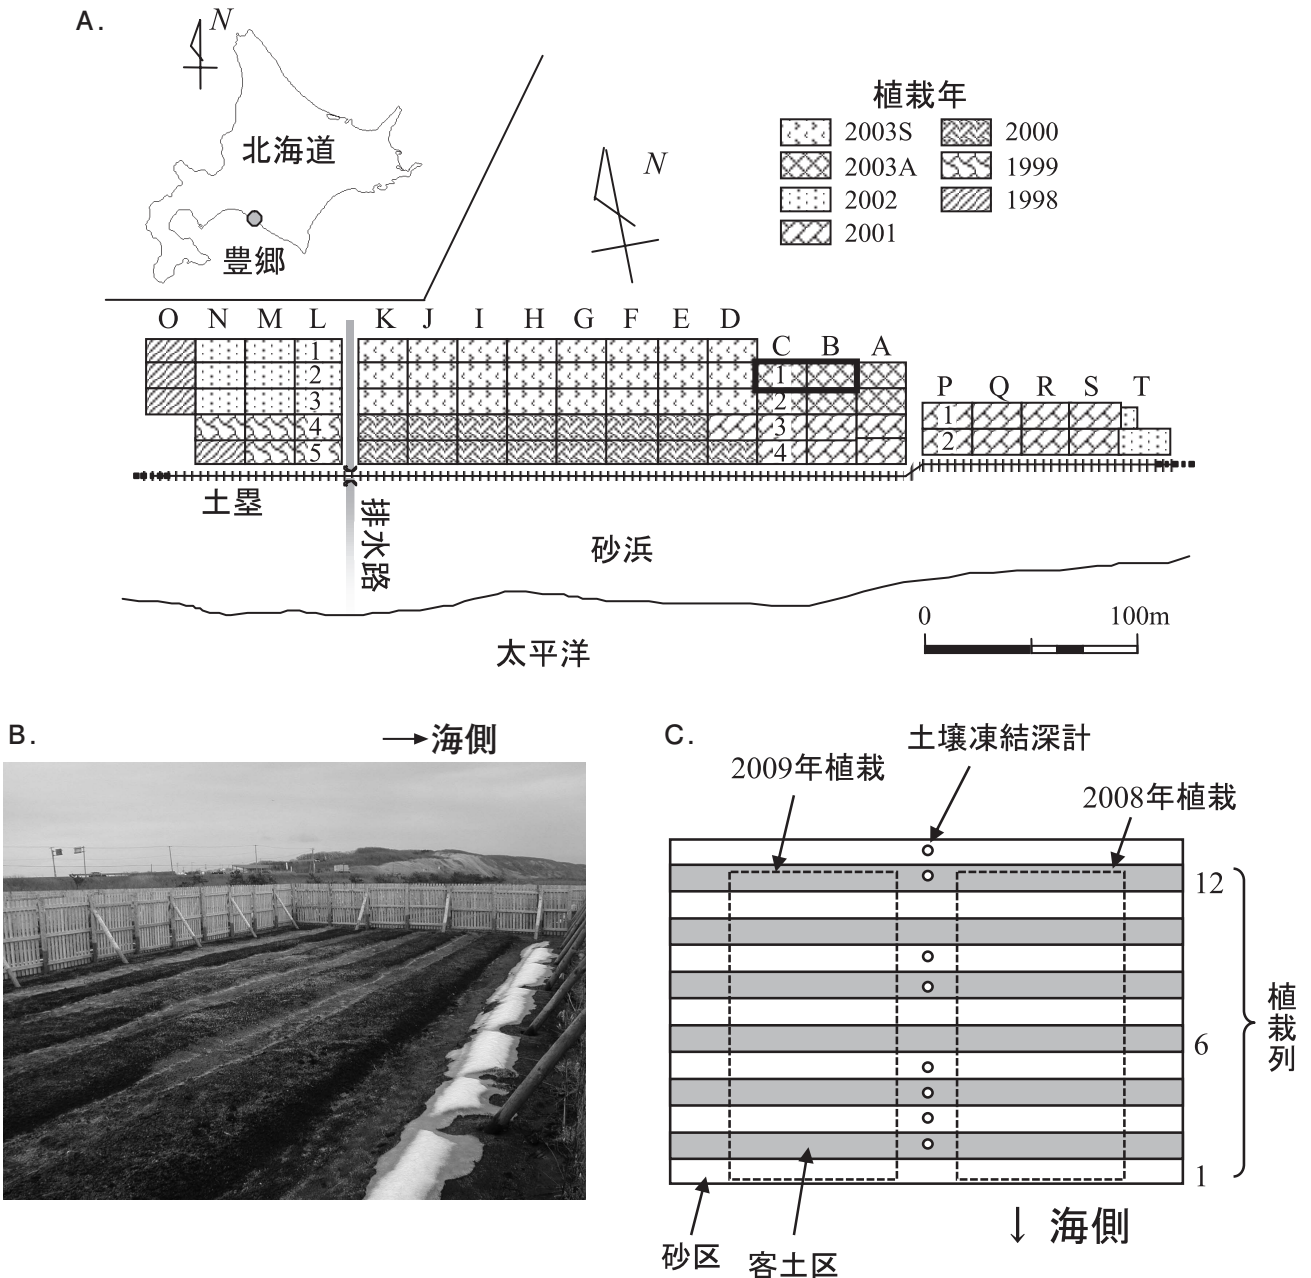 A.
N
北海道
豊郷
N
植栽年
2003S
2000
2003A
1999
2002
1998
2001
O N M L K J I H G F E D C B A
P Q R S T
1
2
3
4
5
1
2
3
4
1
2
土塁
排水路
砂浜
太平洋
0 100m
B.
→海側
C.
土壌凍結深計
2009年植栽
2008年植栽
12
6
1
植栽列
砂区
客土区
↓ 海側